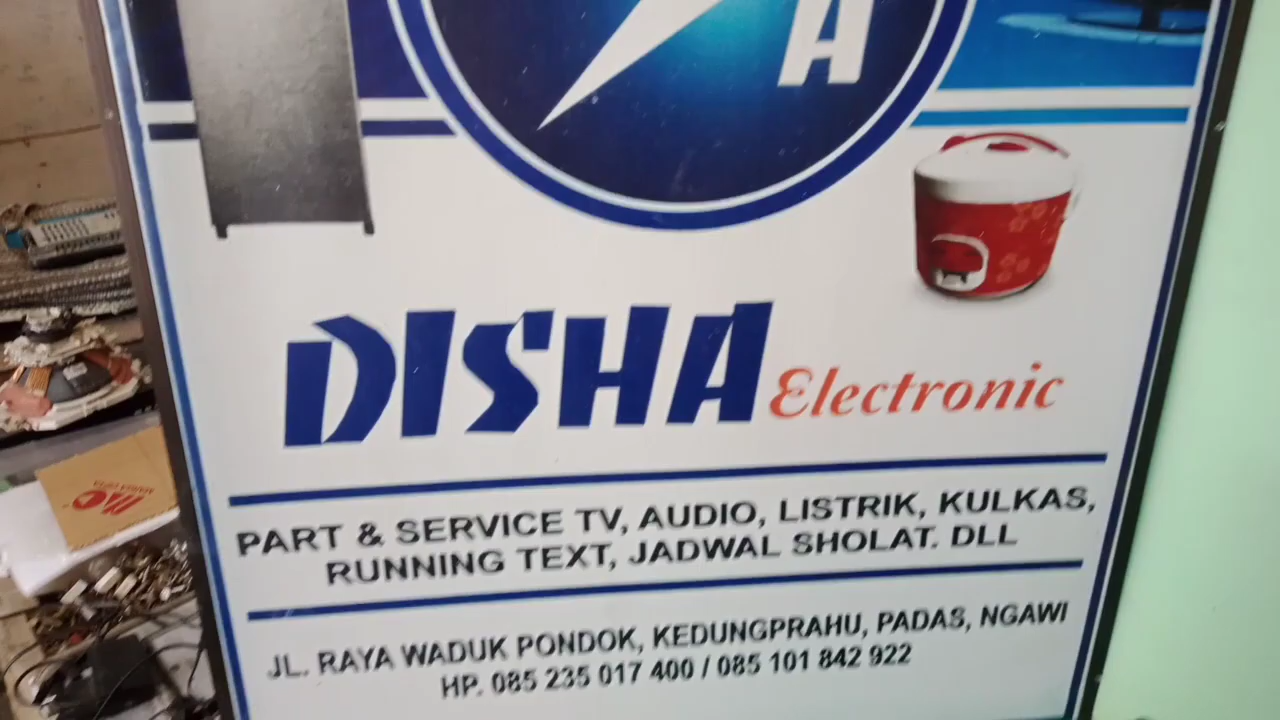 A
DISHA Electronic
PART & SERVICE TV, AUDIO, LISTRIK, KULKAS,
RUNNING TEXT, JADWAL SHOLAT. DLL
JL. RAYA WADUK PONDOK, KEDUNGPRAHU, PADAS, NGAWI
HP. 085 235 017 400 / 085 101 842 922